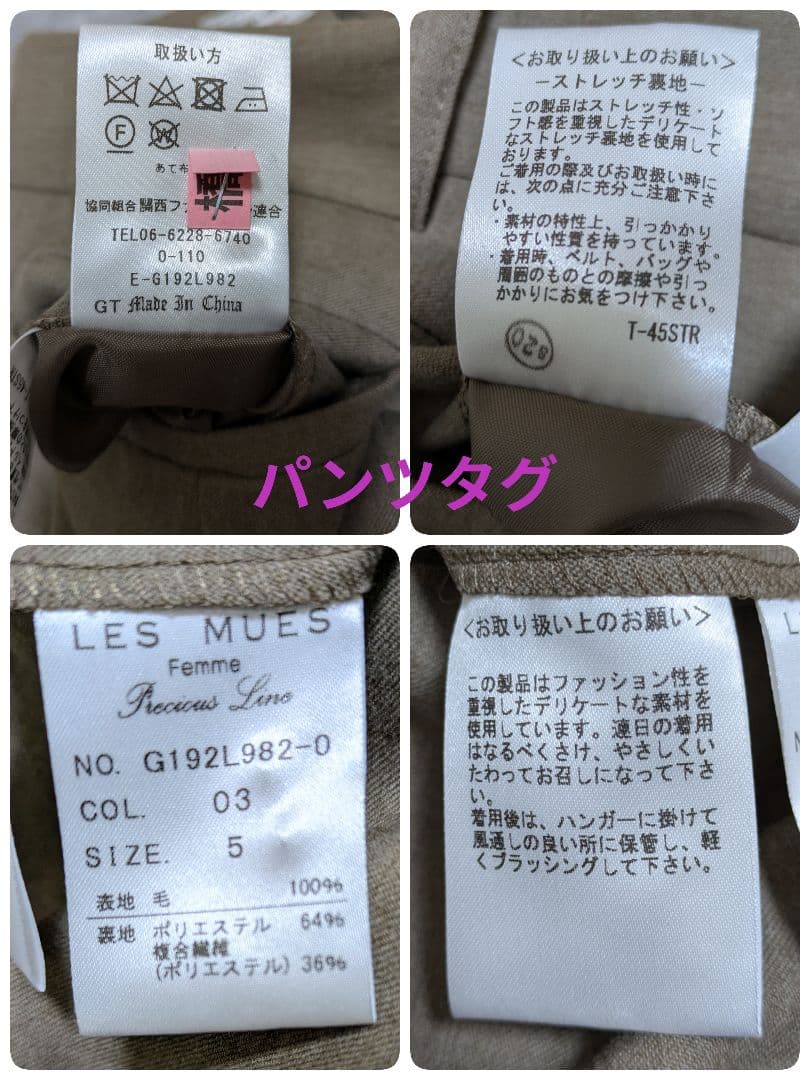 取扱い方
F W
あて布
協同組合関西ファ 連合
TEL06-6228-6740
0-110
E-G192L982
GT Made In China
＜お取り扱い上のお願い＞
－ストレッチ裏地－
この製品はストレッチ性・ソ
フト感を重視したデリケート
なストレッチ裏地を使用して
おります。
ご着用の際及びお取扱い時に
は、次の点に充分ご注意下さ
い。
・素材の特性上、引っかかり
やすい性質を持っています。
・着用時、ベルト、バッグや
周囲のものとの摩擦や引っ
かかりにお気をつけ下さい。
T-45STR
820
パンツタグ
LES MUES
Femme
Precious Line
NO. G192L982-0
COL. 03
SIZE. 5
表地 毛 100%
裏地 ポリエステル 64%
複合繊維
(ポリエステル) 36%
＜お取り扱い上のお願い＞
この製品はファッション性を
重視したデリケートな素材を
使用しています。連日の着用
はなるべくさけ、やさしくい
たわってお召しになって下さ
い。
着用後は、ハンガーに掛けて
風通しの良い所に保管し、軽
くブラッシングして下さい。